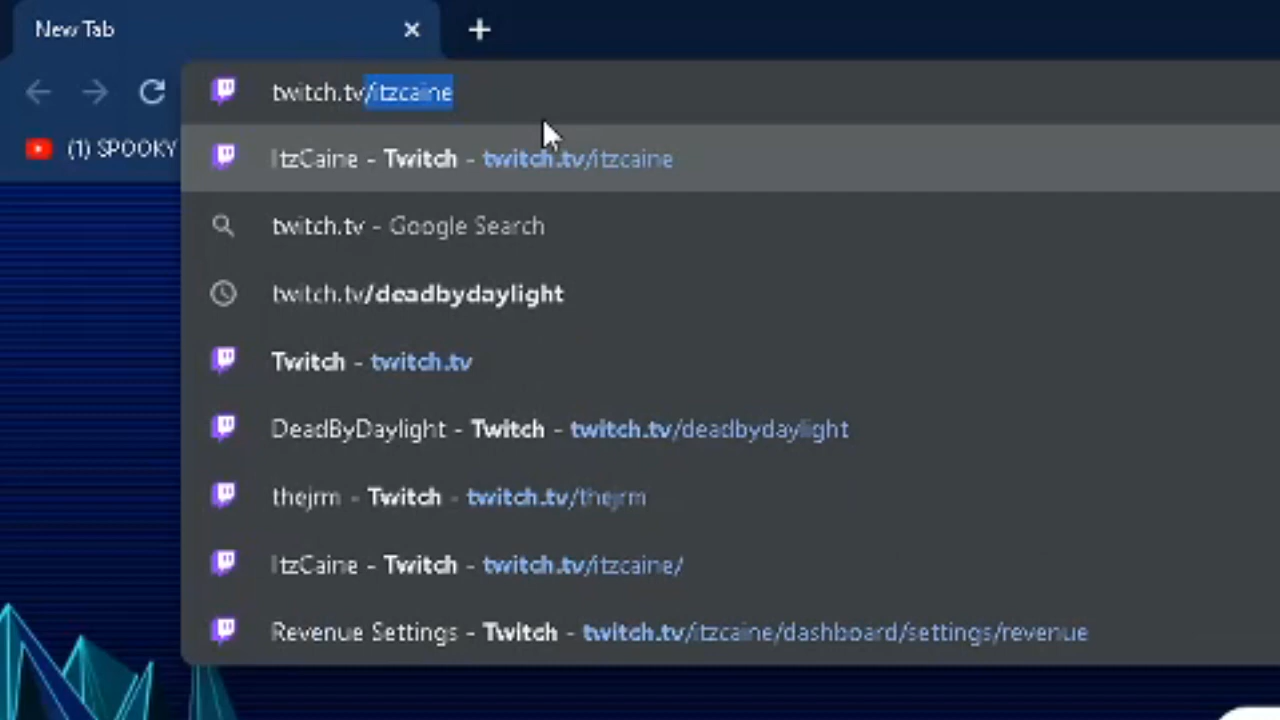 New Tab
twitch.tv/itzcaine
(1) SPOOKY
ItzCaine - Twitch - twitch.tv/itzcaine
twitch.tv - Google Search
twitch.tv/deadbydaylight
Twitch - twitch.tv
DeadByDaylight - Twitch - twitch.tv/deadbydaylight
thejrm - Twitch - twitch.tv/thejrm
ItzCaine - Twitch - twitch.tv/itzcaine/
Revenue Settings - Twitch - twitch.tv/itzcaine/dashboard/settings/revenue